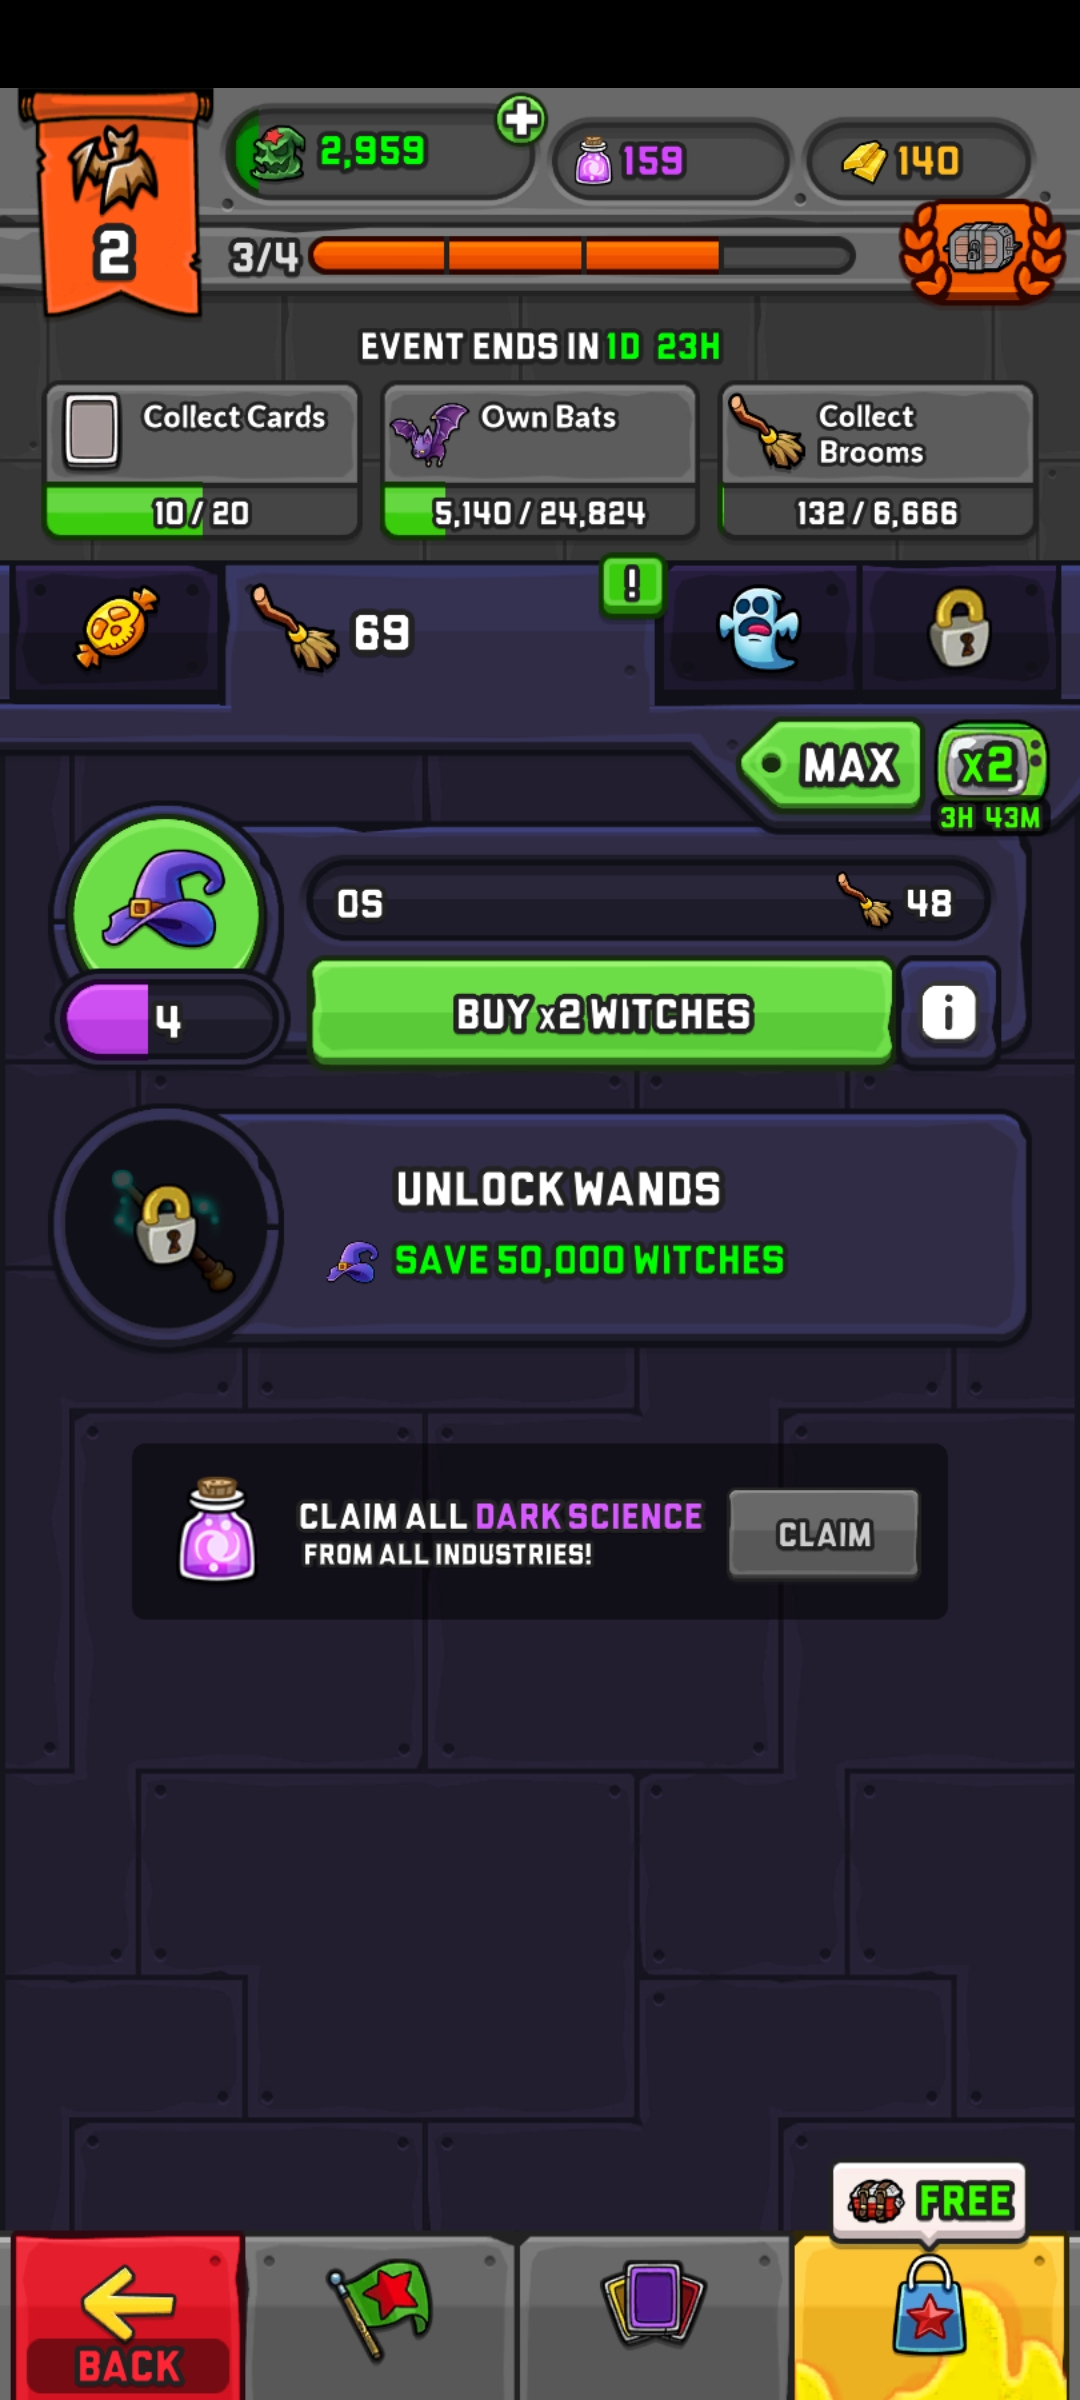 2,959
159
140
2
3/4
EVENT ENDS IN 1D 23H
Collect Cards
10 / 20
Own Bats
5,140 / 24,824
Collect
Brooms
132 / 6,666
69
!
MAX
x2
3H 43M
0S
48
4
BUY x2 WITCHES
i
UNLOCK WANDS
SAVE 50,000 WITCHES
CLAIM ALL DARK SCIENCE
FROM ALL INDUSTRIES!
CLAIM
FREE
BACK